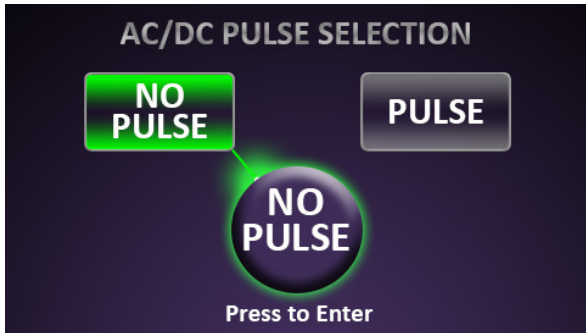 AC/DC PULSE SELECTION
NO
PULSE
PULSE
NO
PULSE
Press to Enter